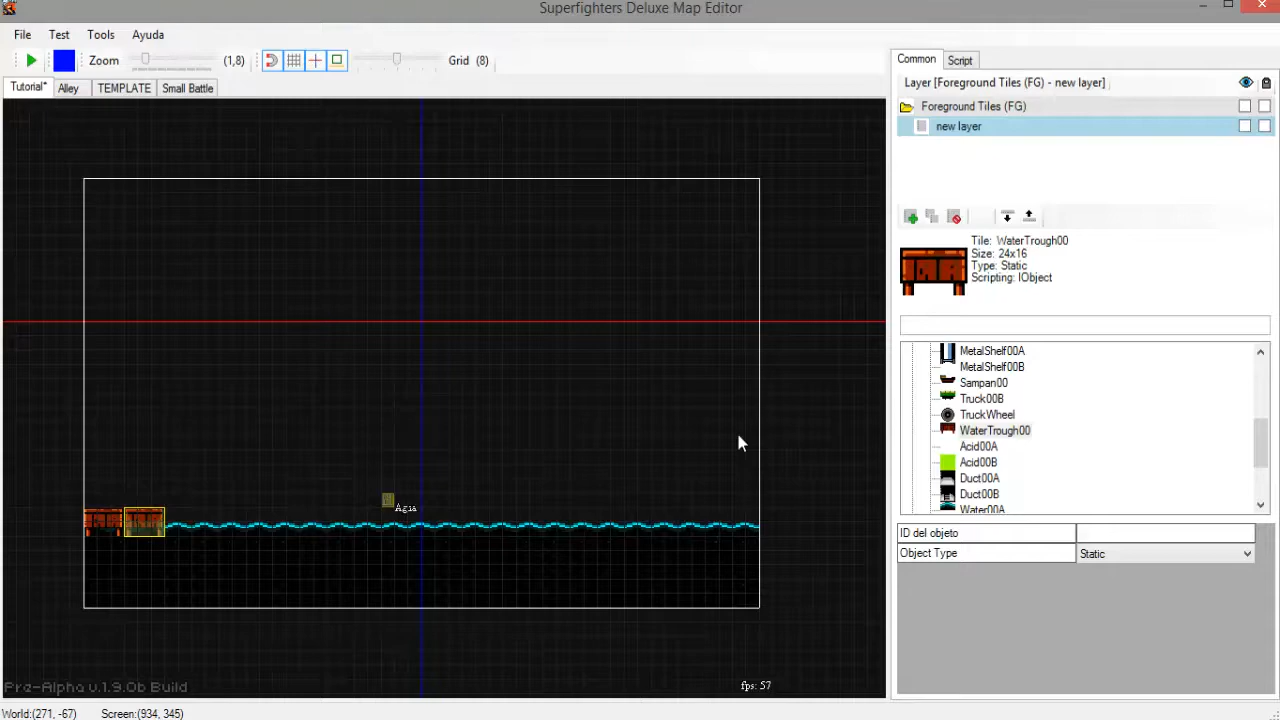 Superfighters Deluxe Map Editor
File Test Tools Ayuda
Zoom (1,8) Grid (8)
Tutorial* Alley TEMPLATE Small Battle
Common Script
Layer [Foreground Tiles (FG) - new layer]
Foreground Tiles (FG)
new layer
Tile: WaterTrough00
Size: 24x16
Type: Static
Scripting: IObject
MetalShelf00A
MetalShelf00B
Sampan00
Truck00B
TruckWheel
WaterTrough00
Acid00A
Acid00B
Duct00A
Duct00B
Water00A
ID del objeto
Object Type Static
Agua
Pre-Alpha v.1.9.0b Build
fps: 57
World:(271, -67) Screen:(934, 345)